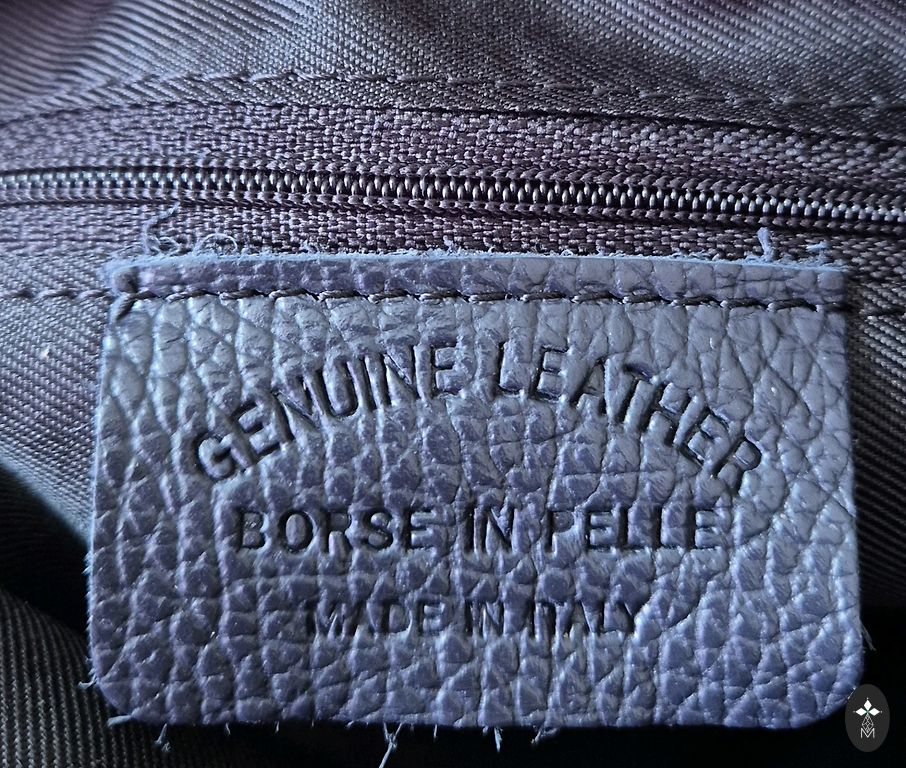 GENUINE LEATHER
BORSE IN PELLE
MADE IN ITALY
M